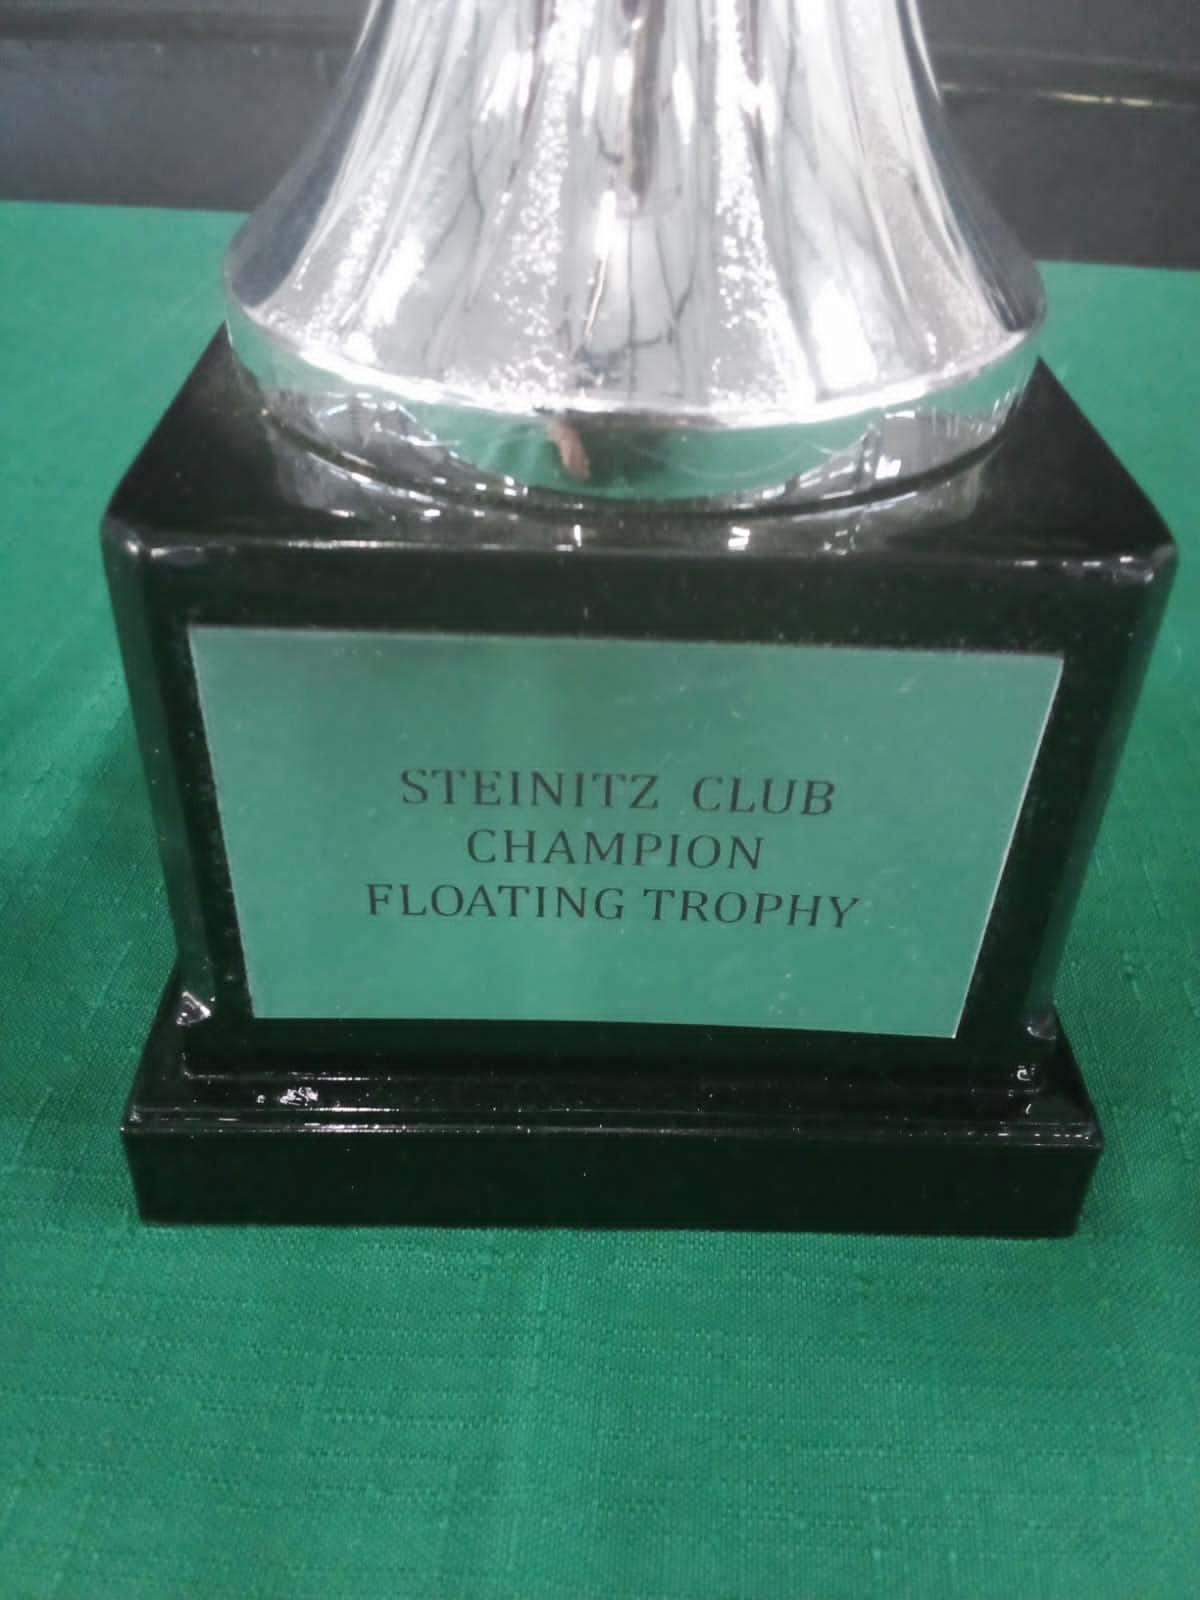 STEINITZ CLUB
CHAMPION
FLOATING TROPHY